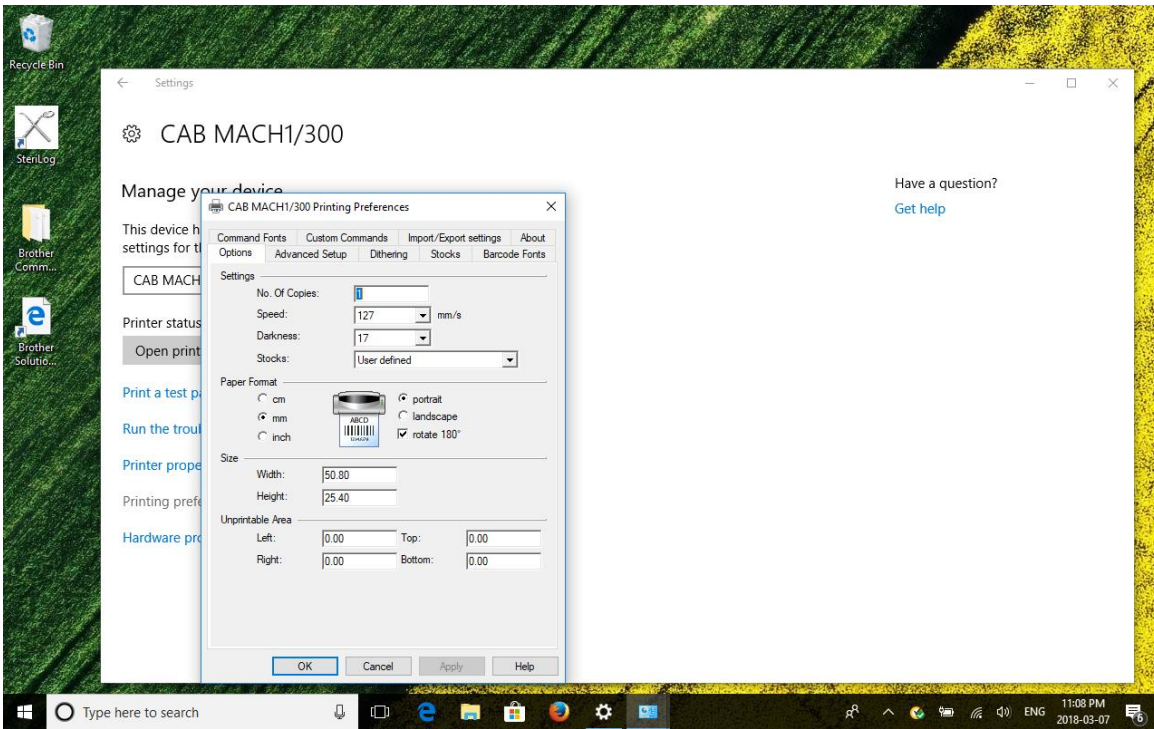 Recycle Bin
SteriLog
Brother
Comm...
Brother
Solutio...
Settings
CAB MACH1/300
Manage your device
This device h
settings for t
CAB MACH
Printer status
Open print
Print a test p
Run the troul
Printer prope
Printing prefe
Hardware pro
Have a question?
Get help
CAB MACH1/300 Printing Preferences
Command Fonts Custom Commands Import/Export settings About
Options Advanced Setup Dithering Stocks Barcode Fonts
Settings
No. Of Copies: 1
Speed: 127 mm/s
Darkness: 17
Stocks: User defined
Paper Format
cm
mm
inch
ABCD
portrait
landscape
rotate 180°
Size
Width: 50.80
Height: 25.40
Unprintable Area
Left: 0.00 Top: 0.00
Right: 0.00 Bottom: 0.00
OK Cancel Apply Help
Type here to search
ENG
11:08 PM
2018-03-07
6